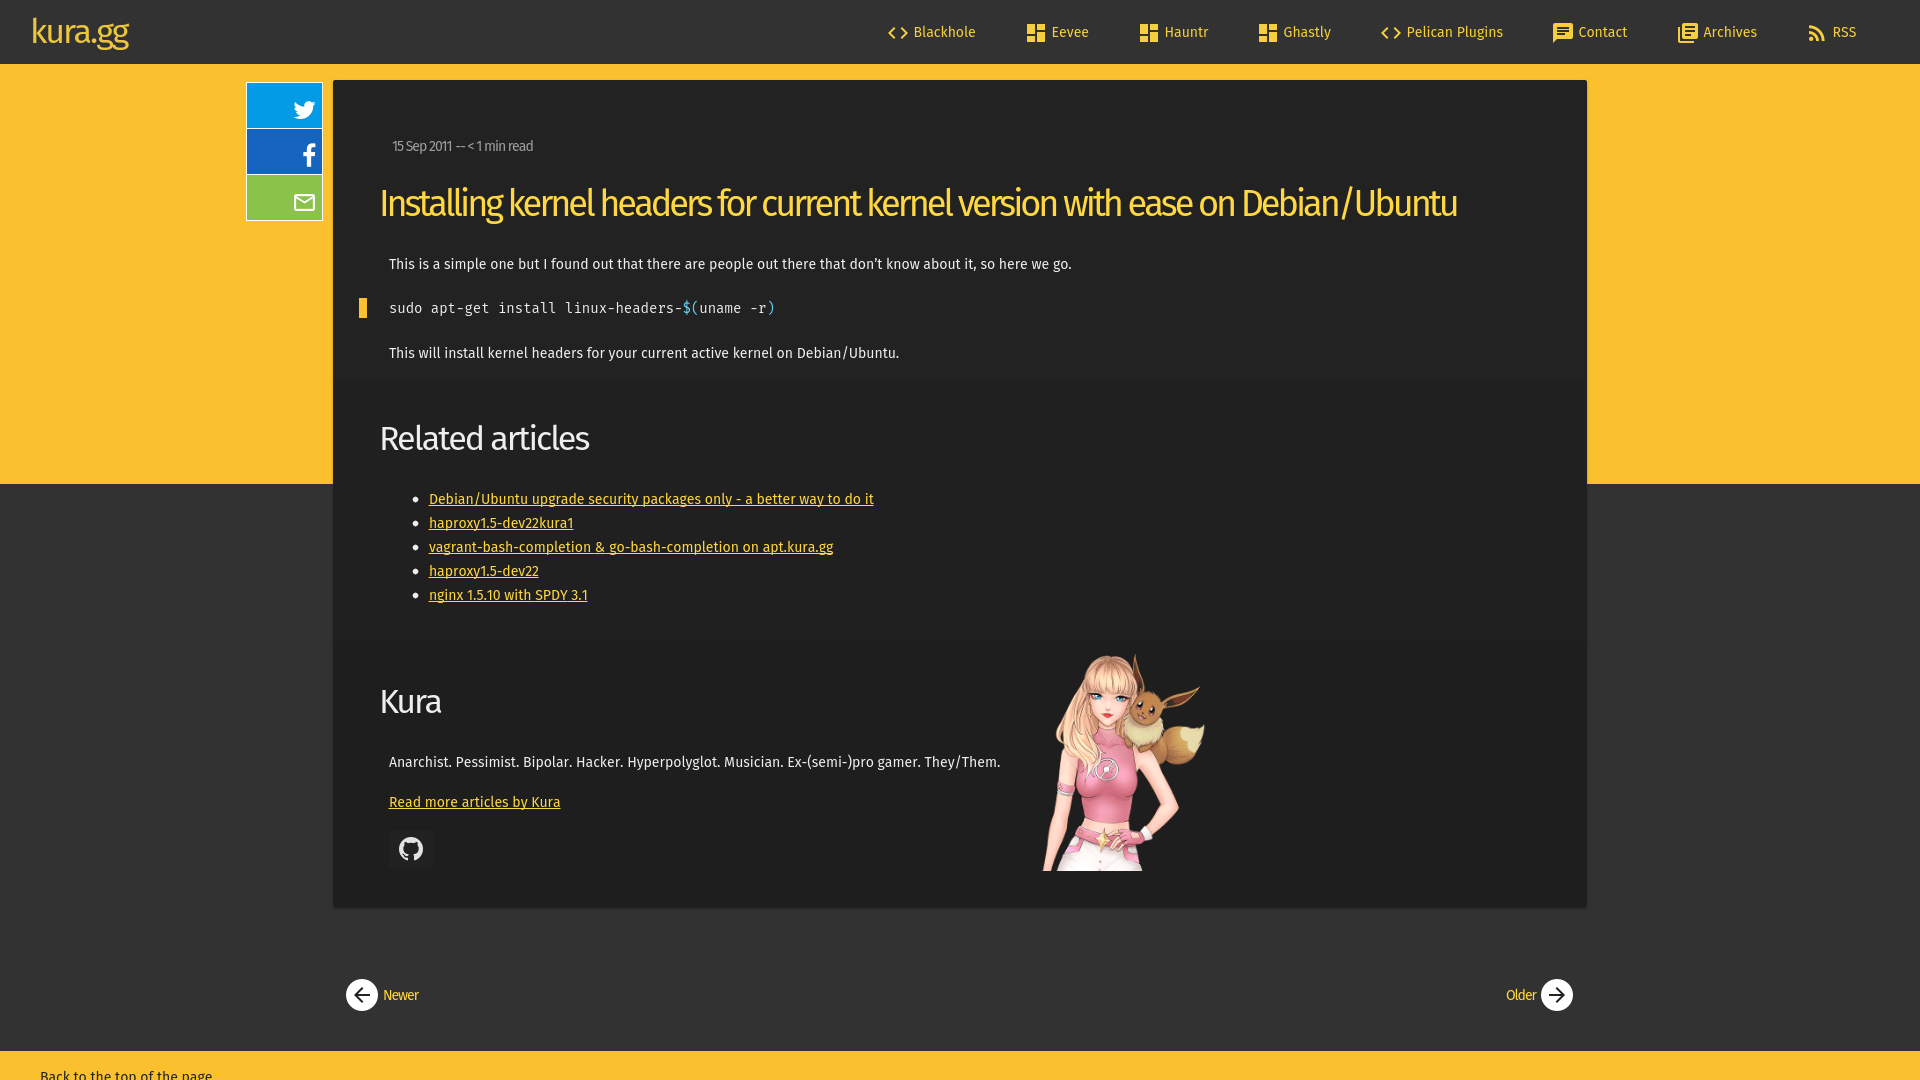 kura.gg
Blackhole
Eevee
Hauntr
Ghastly
Pelican Plugins
Contact
Archives
RSS
15 Sep 2011 -- < 1 min read
Installing kernel headers for current kernel version with ease on Debian/Ubuntu
This is a simple one but I found out that there are people out there that don’t know about it, so here we go.
sudo apt-get install linux-headers-$(uname -r)
This will install kernel headers for your current active kernel on Debian/Ubuntu.
Related articles
Debian/Ubuntu upgrade security packages only - a better way to do it
haproxy1.5-dev22kura1
vagrant-bash-completion & go-bash-completion on apt.kura.gg
haproxy1.5-dev22
nginx 1.5.10 with SPDY 3.1
Kura
Anarchist. Pessimist. Bipolar. Hacker. Hyperpolyglot. Musician. Ex-(semi-)pro gamer. They/Them.
Read more articles by Kura
Newer
Older
Back to the top of the page